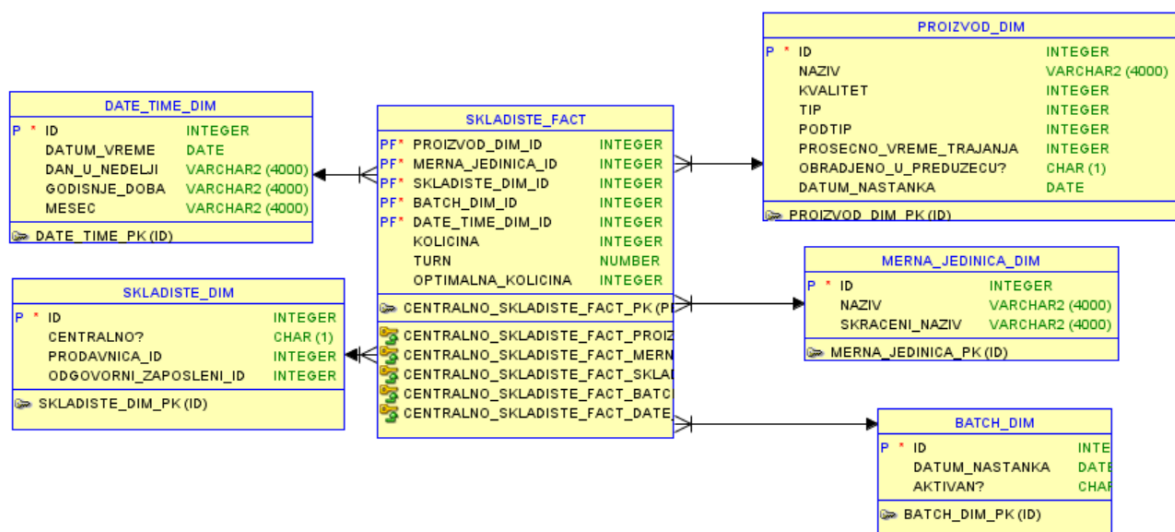 DATE_TIME_DIM
P * ID INTEGER
DATUM_VREME DATE
DAN_U_NEDELJI VARCHAR2 (4000)
GODISNJE_DOBA VARCHAR2 (4000)
MESEC VARCHAR2 (4000)
DATE_TIME_PK (ID)
SKLADISTE_DIM
P * ID INTEGER
CENTRALNO? CHAR (1)
PRODAVNICA_ID INTEGER
ODGOVORNI_ZAPOSLENI_ID INTEGER
SKLADISTE_DIM_PK (ID)
SKLADISTE_FACT
PF* PROIZVOD_DIM_ID INTEGER
PF* MERNA_JEDINICA_ID INTEGER
PF* SKLADISTE_DIM_ID INTEGER
PF* BATCH_DIM_ID INTEGER
PF* DATE_TIME_DIM_ID INTEGER
KOLICINA INTEGER
TURN NUMBER
OPTIMALNA_KOLICINA INTEGER
CENTRALNO_SKLADISTE_FACT_PK (P
CENTRALNO_SKLADISTE_FACT_PROIZ
CENTRALNO_SKLADISTE_FACT_MERN
CENTRALNO_SKLADISTE_FACT_SKLA
CENTRALNO_SKLADISTE_FACT_BATC
CENTRALNO_SKLADISTE_FACT_DATE
PROIZVOD_DIM
P * ID INTEGER
NAZIV VARCHAR2 (4000)
KVALITET INTEGER
TIP INTEGER
PODTIP INTEGER
PROSECNO_VREME_TRAJANJA INTEGER
OBRADJENO_U_PREDUZECU? CHAR (1)
DATUM_NASTANKA DATE
PROIZVOD_DIM_PK (ID)
MERNA_JEDINICA_DIM
P * ID INTEGER
NAZIV VARCHAR2 (4000)
SKRACENI_NAZIV VARCHAR2 (4000)
MERNA_JEDINICA_PK (ID)
BATCH_DIM
P * ID INTE
DATUM_NASTANKA DATE
AKTIVAN? CHAR
BATCH_DIM_PK (ID)